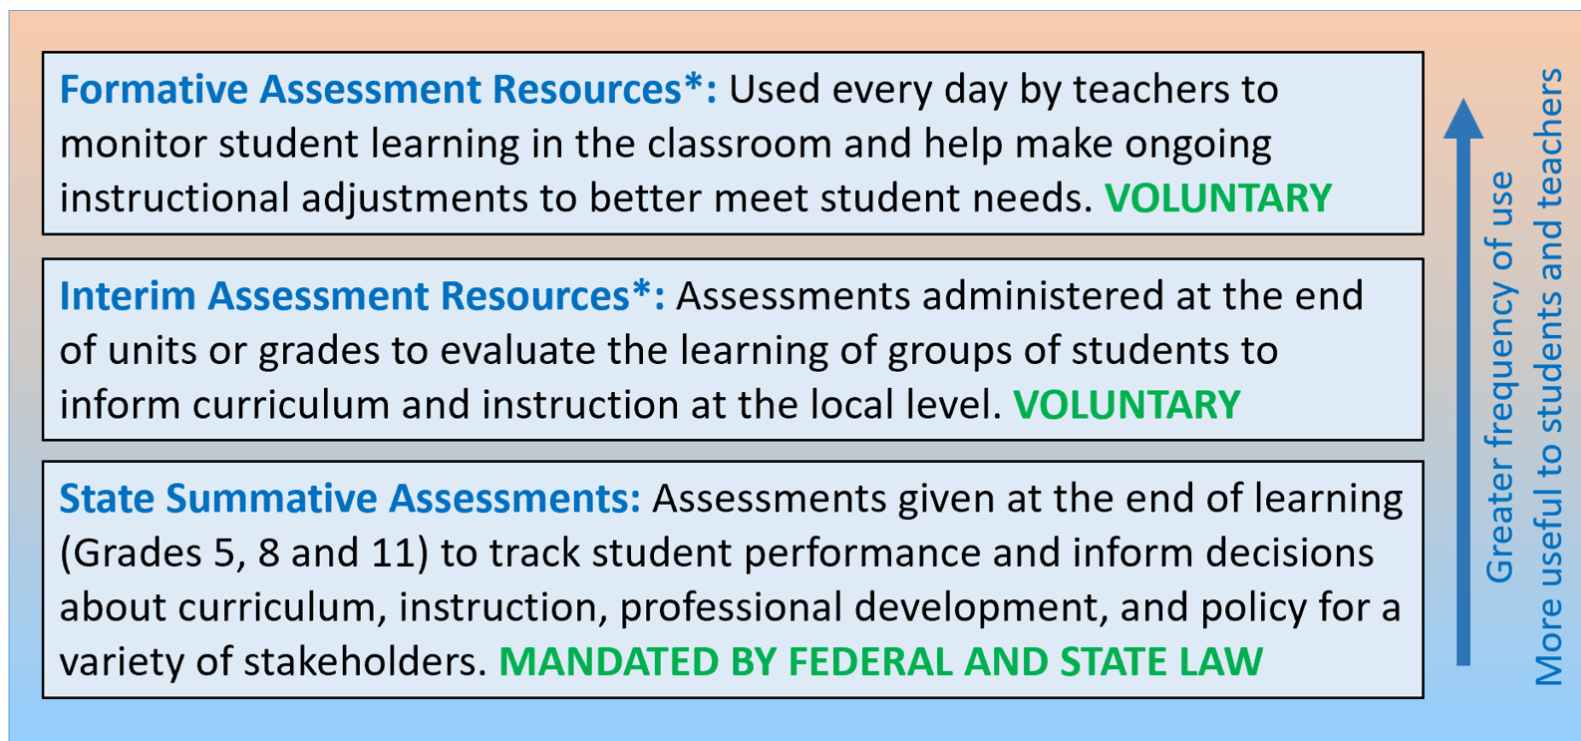 Formative Assessment Resources*: Used every day by teachers to
monitor student learning in the classroom and help make ongoing
instructional adjustments to better meet student needs. VOLUNTARY
Interim Assessment Resources*: Assessments administered at the end
of units or grades to evaluate the learning of groups of students to
inform curriculum and instruction at the local level. VOLUNTARY
State Summative Assessments: Assessments given at the end of learning
(Grades 5, 8 and 11) to track student performance and inform decisions
about curriculum, instruction, professional development, and policy for a
variety of stakeholders. MANDATED BY FEDERAL AND STATE LAW
Greater frequency of use
More useful to students and teachers